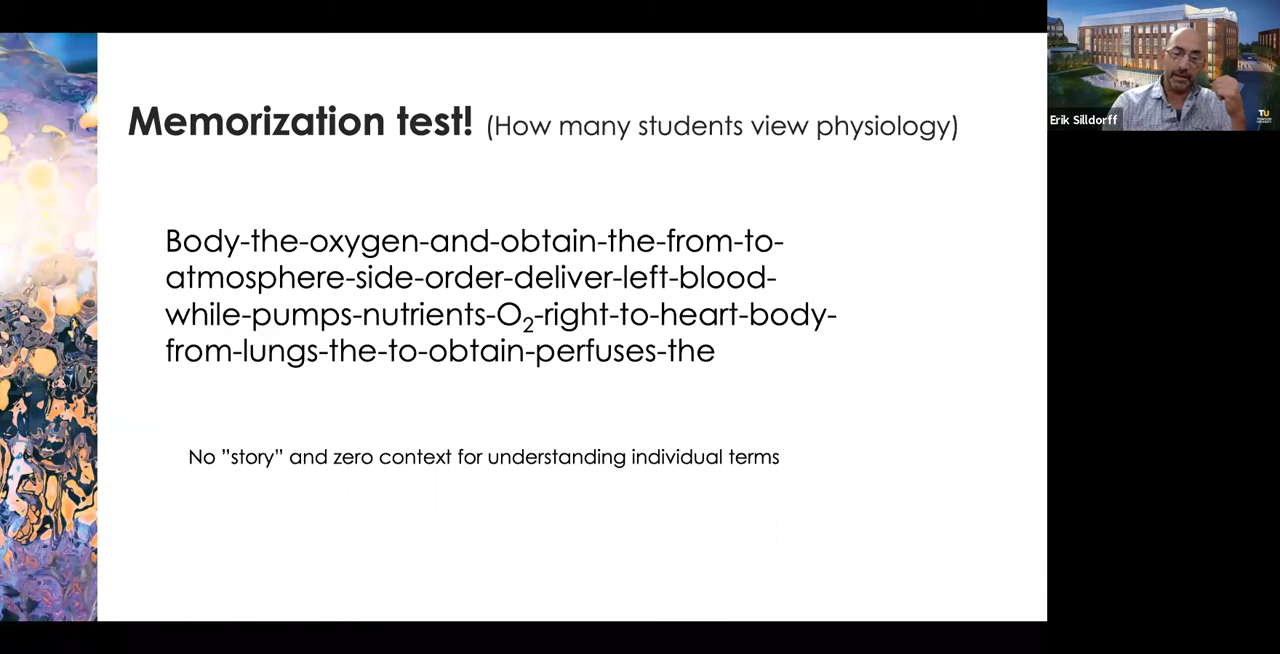 Memorization test! (How many students view physiology)
Body-the-oxygen-and-obtain-the-from-to-
atmosphere-side-order-deliver-left-blood-
while-pumps-nutrients-O₂-right-to-heart-body-
from-lungs-the-to-obtain-perfuses-the
No ”story” and zero context for understanding individual terms
Erik Silldorff
TU